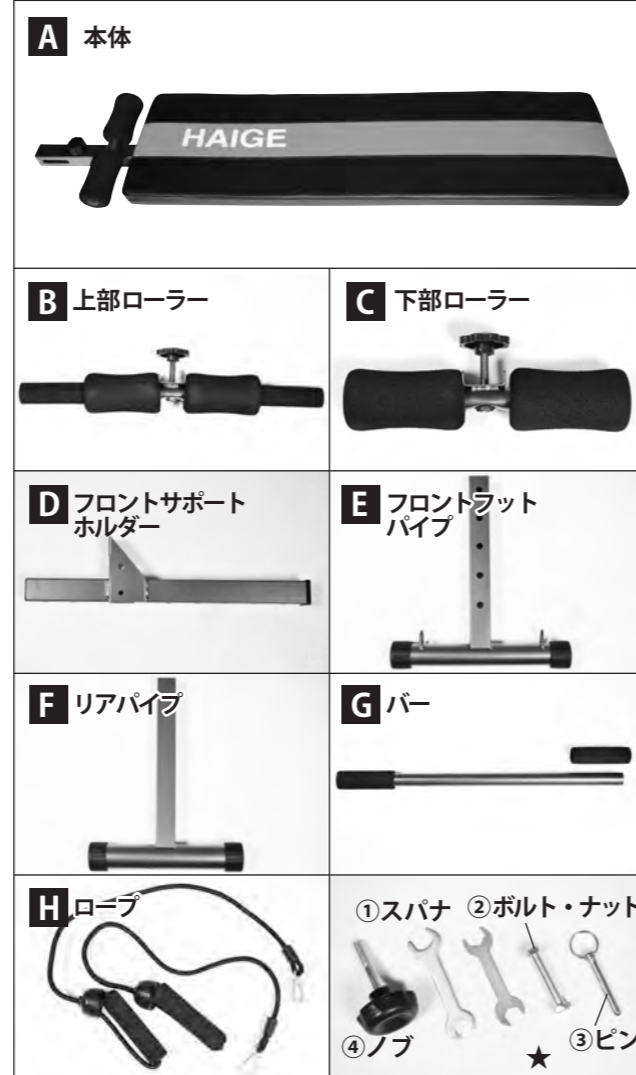 A 本体
HAIGE
B 上部ローラー
C 下部ローラー
D フロントサポート
ホルダー
E フロントフット
パイプ
F リアパイプ
G バー
H ロープ
①スパナ ②ボルト・ナット
④ノブ ★ ③ピン